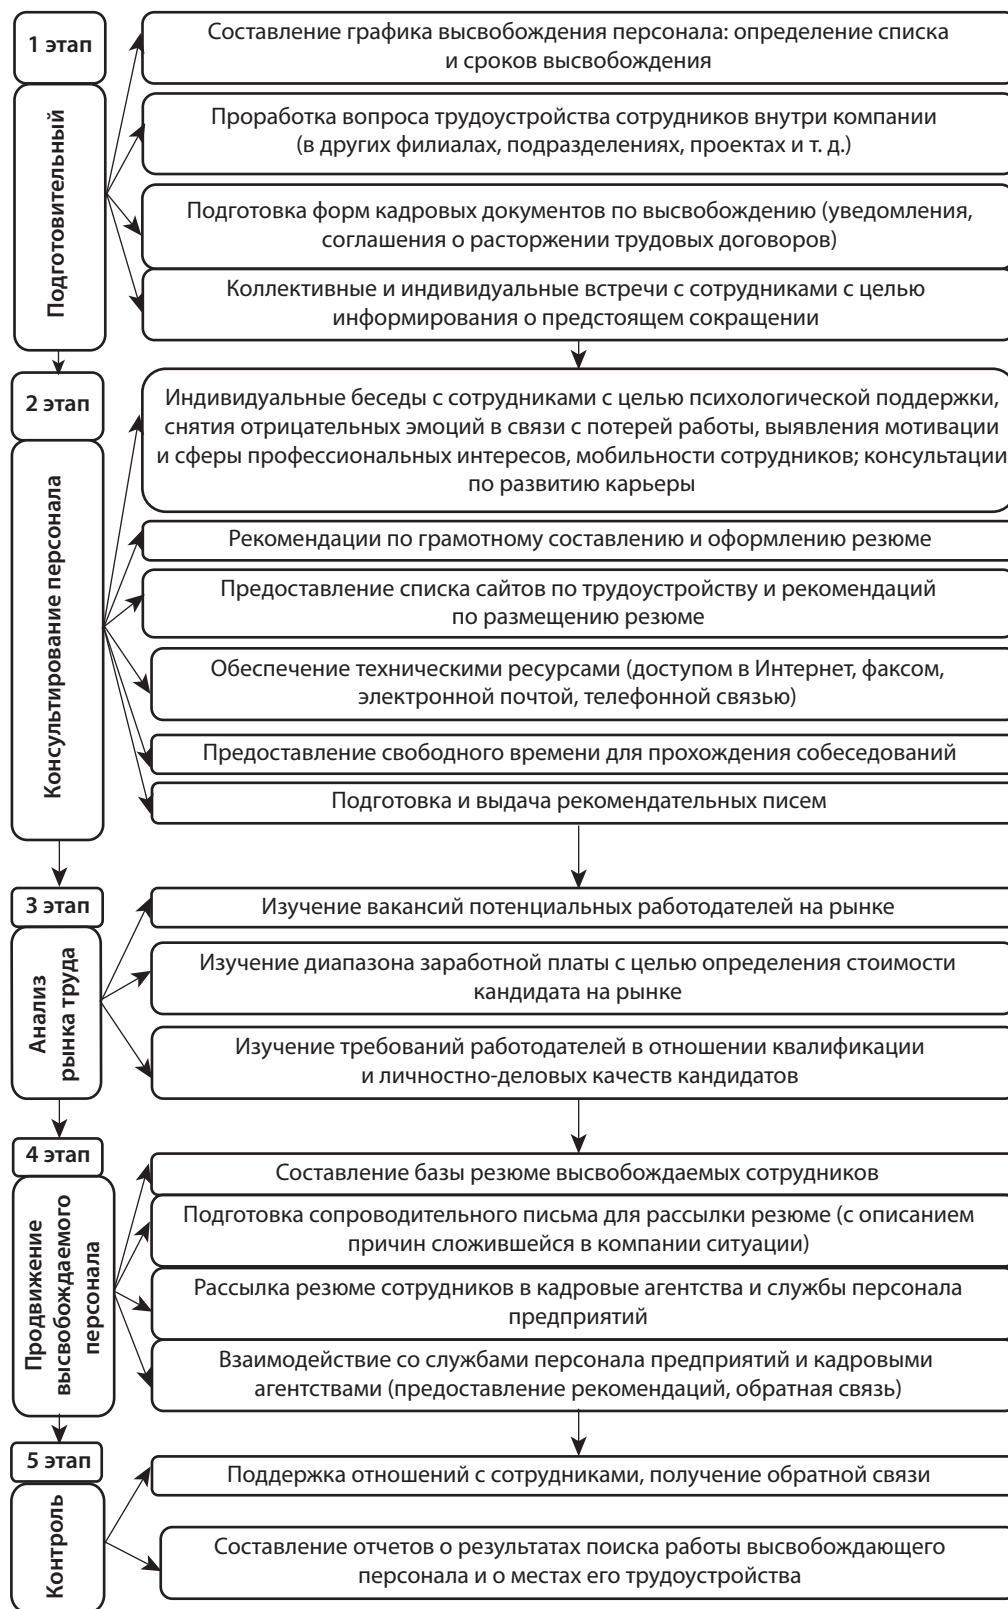 1 этап
Подготовительный
Составление графика высвобождения персонала: определение списка
и сроков высвобождения
Проработка вопроса трудоустройства сотрудников внутри компании
(в других филиалах, подразделениях, проектах и т. д.)
Подготовка форм кадровых документов по высвобождению (уведомления,
соглашения о расторжении трудовых договоров)
Коллективные и индивидуальные встречи с сотрудниками с целью
информирования о предстоящем сокращении
2 этап
Консультирование персонала
Индивидуальные беседы с сотрудниками с целью психологической поддержки,
снятия отрицательных эмоций в связи с потерей работы, выявления мотивации
и сферы профессиональных интересов, мобильности сотрудников; консультации
по развитию карьеры
Рекомендации по грамотному составлению и оформлению резюме
Предоставление списка сайтов по трудоустройству и рекомендаций
по размещению резюме
Обеспечение техническими ресурсами (доступом в Интернет, факсом,
электронной почтой, телефонной связью)
Предоставление свободного времени для прохождения собеседований
Подготовка и выдача рекомендательных писем
3 этап
Анализ
рынка труда
Изучение вакансий потенциальных работодателей на рынке
Изучение диапазона заработной платы с целью определения стоимости
кандидата на рынке
Изучение требований работодателей в отношении квалификации
и личностно-деловых качеств кандидатов
4 этап
Продвижение
высвобождаемого
персонала
Составление базы резюме высвобождаемых сотрудников
Подготовка сопроводительного письма для рассылки резюме (с описанием
причин сложившейся в компании ситуации)
Рассылка резюме сотрудников в кадровые агентства и службы персонала
предприятий
Взаимодействие со службами персонала предприятий и кадровыми
агентствами (предоставление рекомендаций, обратная связь)
5 этап
Контроль
Поддержка отношений с сотрудниками, получение обратной связи
Составление отчетов о результатах поиска работы высвобождающего
персонала и о местах его трудоустройства